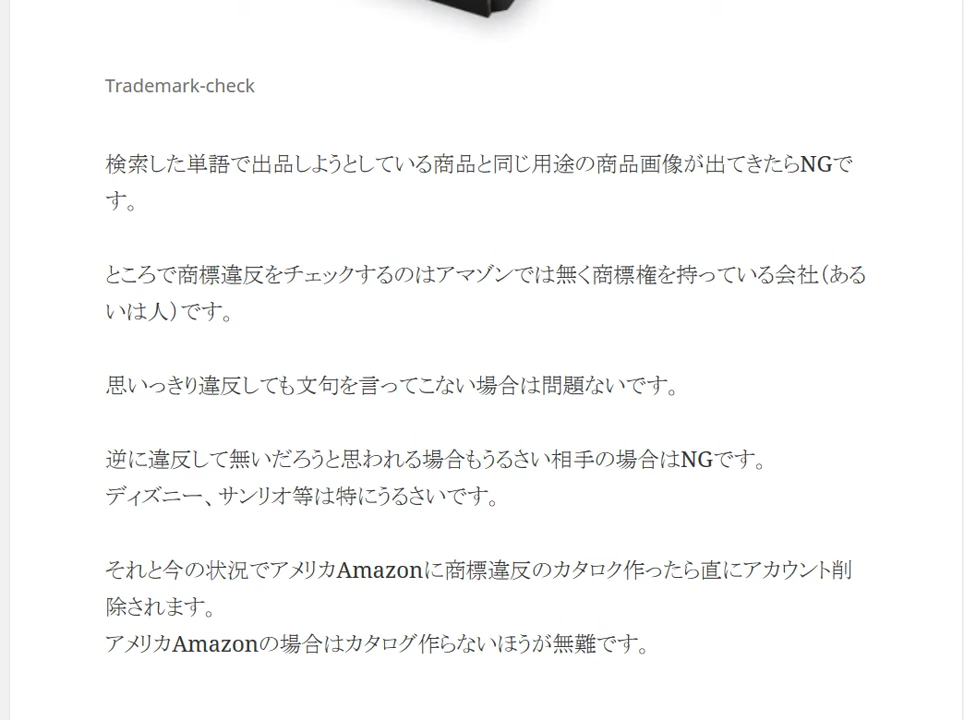 Trademark-check
検索した単語で出品しようとしている商品と同じ用途の商品画像が出てきたらNGで
す。
ところで商標違反をチェックするのはアマゾンでは無く商標権を持っている会社(ある
いは人)です。
思いっきり違反しても文句を言ってこない場合は問題ないです。
逆に違反して無いだろうと思われる場合もうるさい相手の場合はNGです。
ディズニー、サンリオ等は特にうるさいです。
それと今の状況でアメリカAmazonに商標違反のカタロク作ったら直にアカウント削
除されます。
アメリカAmazonの場合はカタログ作らないほうが無難です。